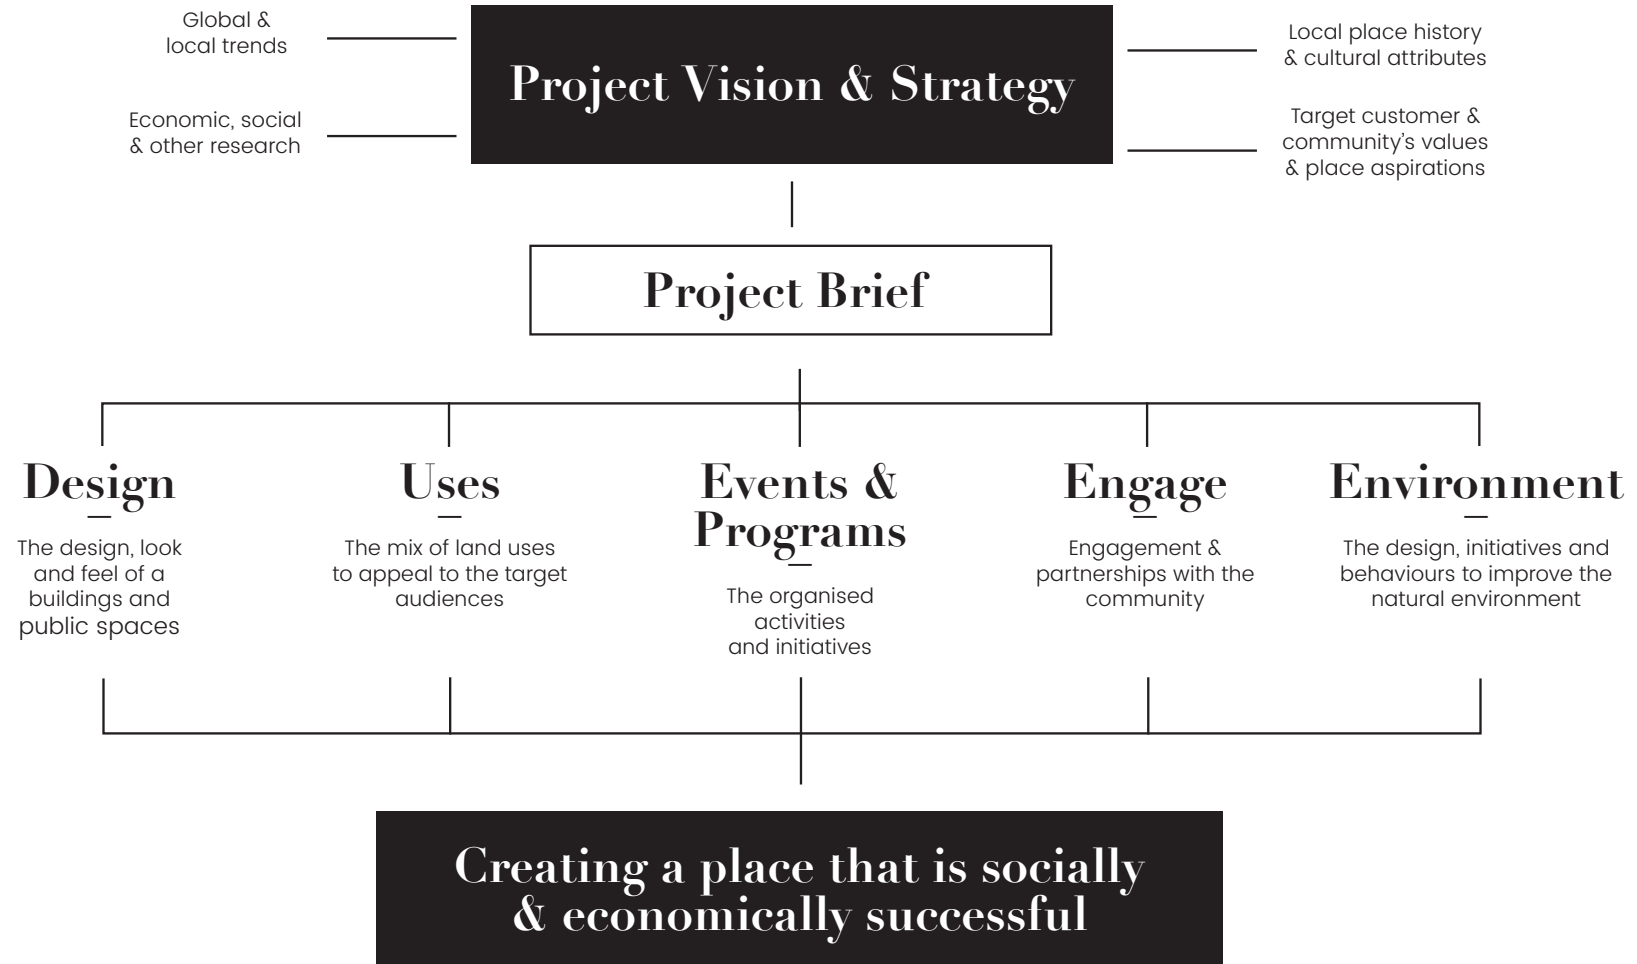 Global &
local trends
Economic, social
& other research
Project Vision & Strategy
Local place history
& cultural attributes
Target customer &
community’s values
& place aspirations
Project Brief
Design
The design, look
and feel of a
buildings and
public spaces
Uses
The mix of land uses
to appeal to the target
audiences
Events &
Programs
The organised
activities
and initiatives
Engage
Engagement &
partnerships with the
community
Environment
The design, initiatives and
behaviours to improve the
natural environment
Creating a place that is socially
& economically successful